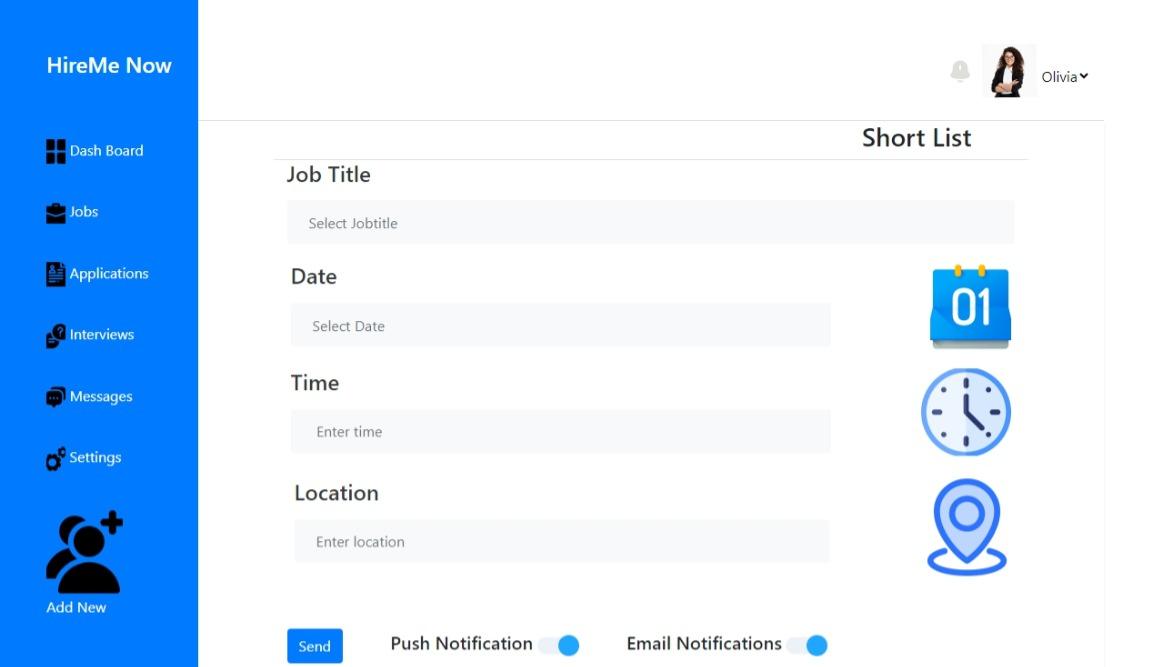 HireMe Now
Olivia
Short List
Dash Board
Jobs
Applications
Interviews
Messages
Settings
Add New
Job Title
Select Jobtitle
Date
Select Date
01
Time
Enter time
Location
Enter location
Send
Push Notification
Email Notifications